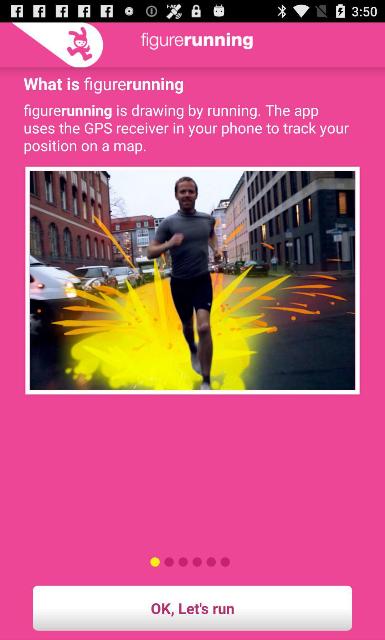 3:50
figurerunning
What is figurerunning
figurerunning is drawing by running. The app
uses the GPS receiver in your phone to track your
position on a map.
OK, Let's run